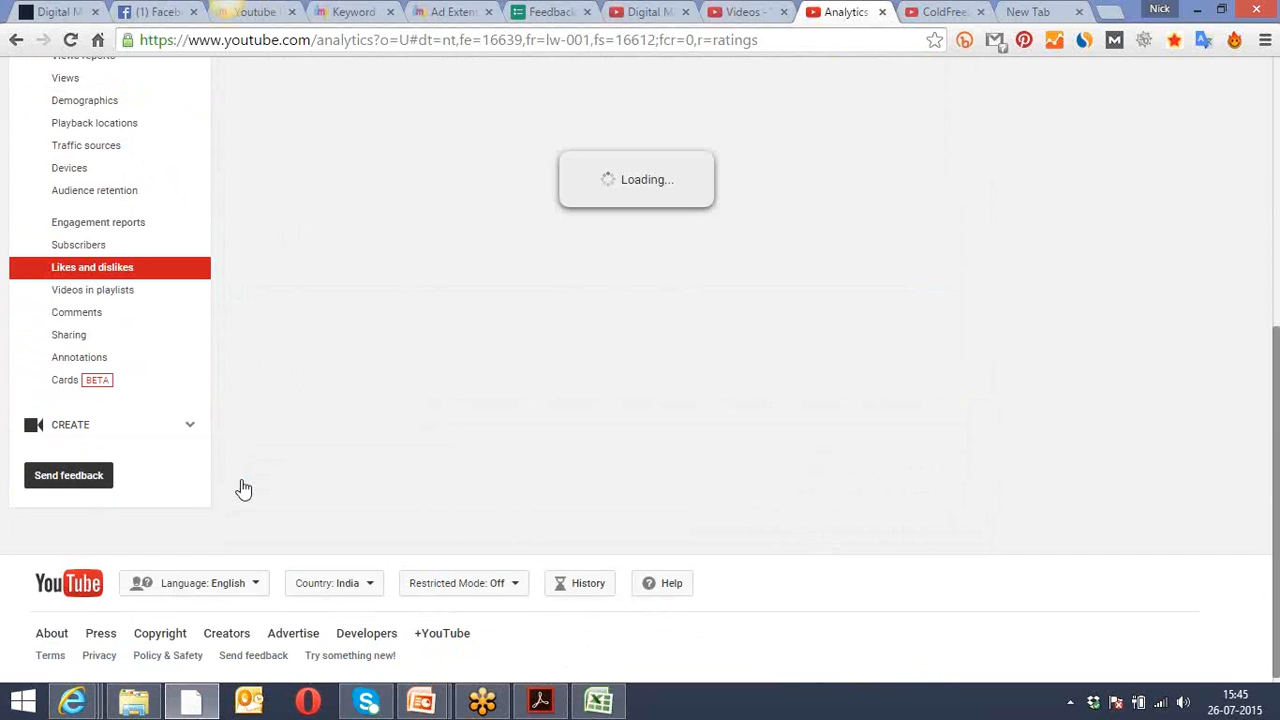 Digital M
(1) Faceb
Youtube
Keyword
Ad Exten
Feedback
Digital M
Videos -
Analytics
ColdFree
New Tab
Nick
https://www.youtube.com/analytics?o=U#dt=nt,fe=16639,fr=lw-001,fs=16612;fcr=0,r=ratings
Views reports
Views
Demographics
Playback locations
Traffic sources
Devices
Audience retention
Engagement reports
Subscribers
Likes and dislikes
Videos in playlists
Comments
Sharing
Annotations
Cards BETA
CREATE
Send feedback
Loading...
YouTube
Language: English
Country: India
Restricted Mode: Off
History
Help
About Press Copyright Creators Advertise Developers +YouTube
Terms Privacy Policy & Safety Send feedback Try something new!
15:45
26-07-2015